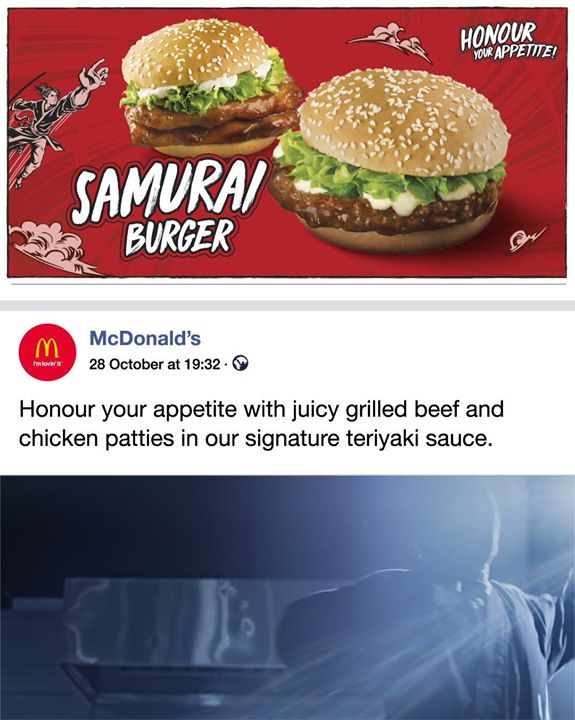 HONOUR
YOUR APPETITE!
SAMURAI
BURGER
McDonald's
i'm lovin' it
28 October at 19:32 ·
Honour your appetite with juicy grilled beef and
chicken patties in our signature teriyaki sauce.